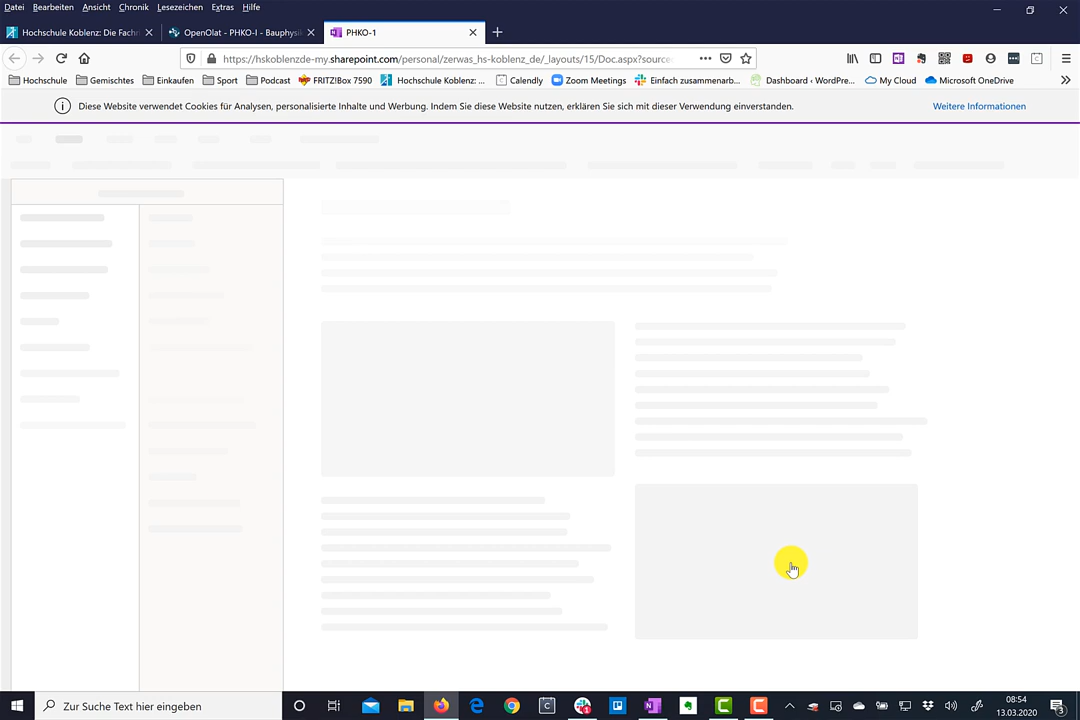 Datei Bearbeiten Ansicht Chronik Lesezeichen Extras Hilfe
Hochschule Koblenz: Die Fachh OpenOlat - PHKO-I - Bauphysik PHKO-1
https://hskoblenzde-my.sharepoint.com/personal/zerwas_hs-koblenz_de/_layouts/15/Doc.aspx?source
Hochschule Gemischtes Einkaufen Sport Podcast FRITZ!Box 7590 Hochschule Koblenz: ... Calendly Zoom Meetings Einfach zusammenarb... Dashboard ‹ WordPre... My Cloud Microsoft OneDrive
Diese Website verwendet Cookies für Analysen, personalisierte Inhalte und Werbung. Indem Sie diese Website nutzen, erklären Sie sich mit dieser Verwendung einverstanden. Weitere Informationen
Zur Suche Text hier eingeben
08:54
13.03.2020
3